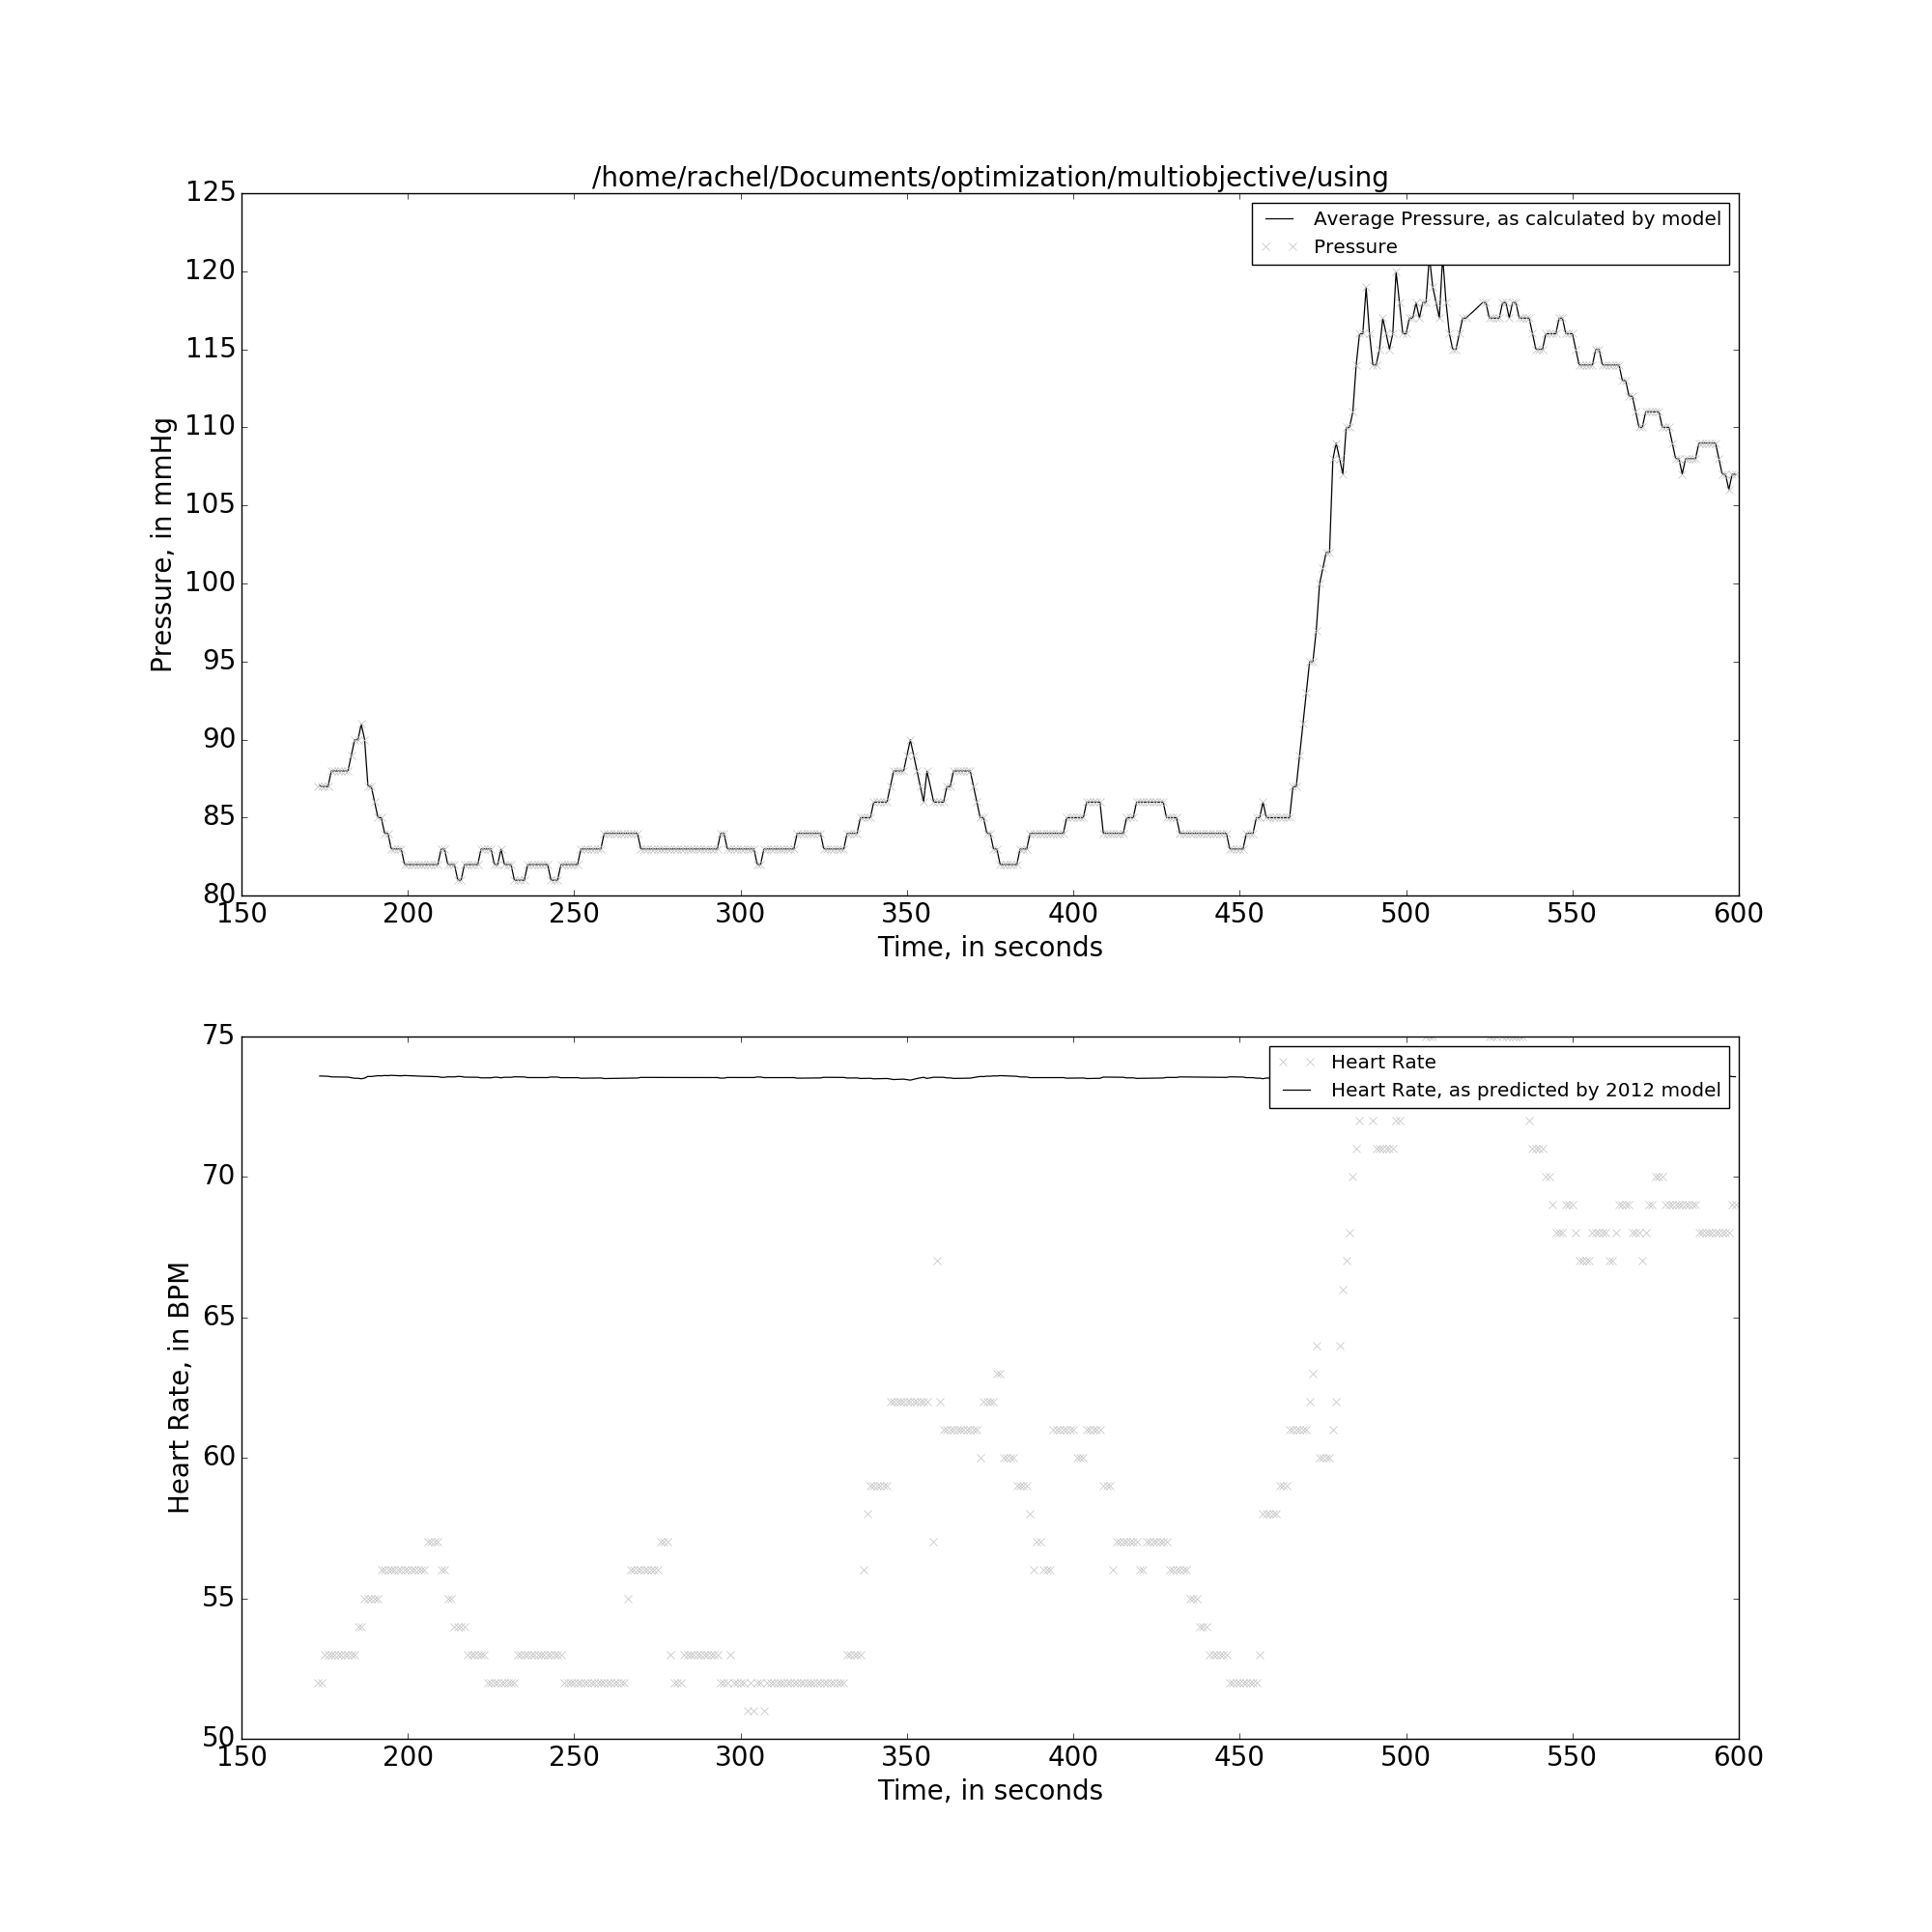 /home/rachel/Documents/optimization/multiobjective/using
125
120
115
110
105
100
95
90
85
80
Pressure, in mmHg
Average Pressure, as calculated by model
Pressure
150 200 250 300 350 400 450 500 550 600
Time, in seconds
75
70
65
60
55
50
Heart Rate, in BPM
Heart Rate
Heart Rate, as predicted by 2012 model
150 200 250 300 350 400 450 500 550 600
Time, in seconds